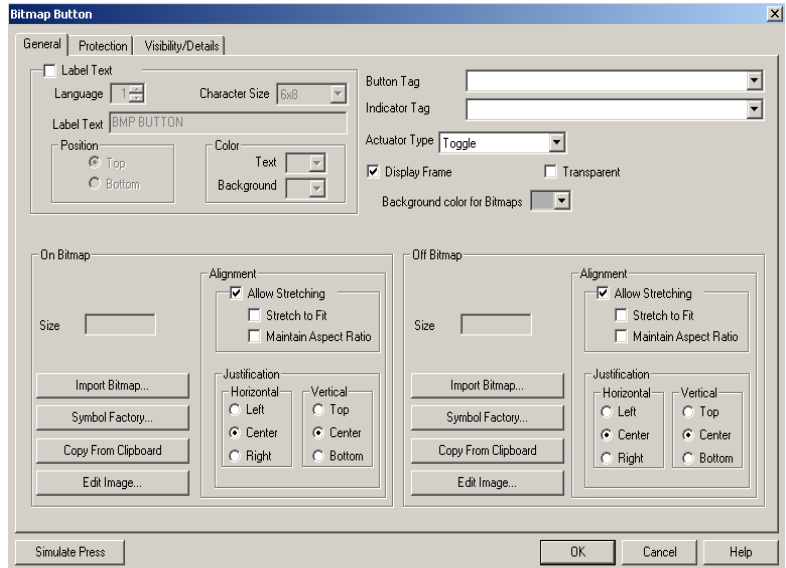 Bitmap Button
General Protection Visibility/Details
Label Text
Language 1 Character Size 6x8
Label Text BMP BUTTON
Position
Top
Bottom
Color
Text
Background
Button Tag
Indicator Tag
Actuator Type Toggle
Display Frame Transparent
Background color for Bitmaps
On Bitmap
Size
Import Bitmap...
Symbol Factory...
Copy From Clipboard
Edit Image...
Alignment
Allow Stretching
Stretch to Fit
Maintain Aspect Ratio
Justification
Horizontal
Left
Center
Right
Vertical
Top
Center
Bottom
Off Bitmap
Size
Import Bitmap...
Symbol Factory...
Copy From Clipboard
Edit Image...
Alignment
Allow Stretching
Stretch to Fit
Maintain Aspect Ratio
Justification
Horizontal
Left
Center
Right
Vertical
Top
Center
Bottom
Simulate Press OK Cancel Help